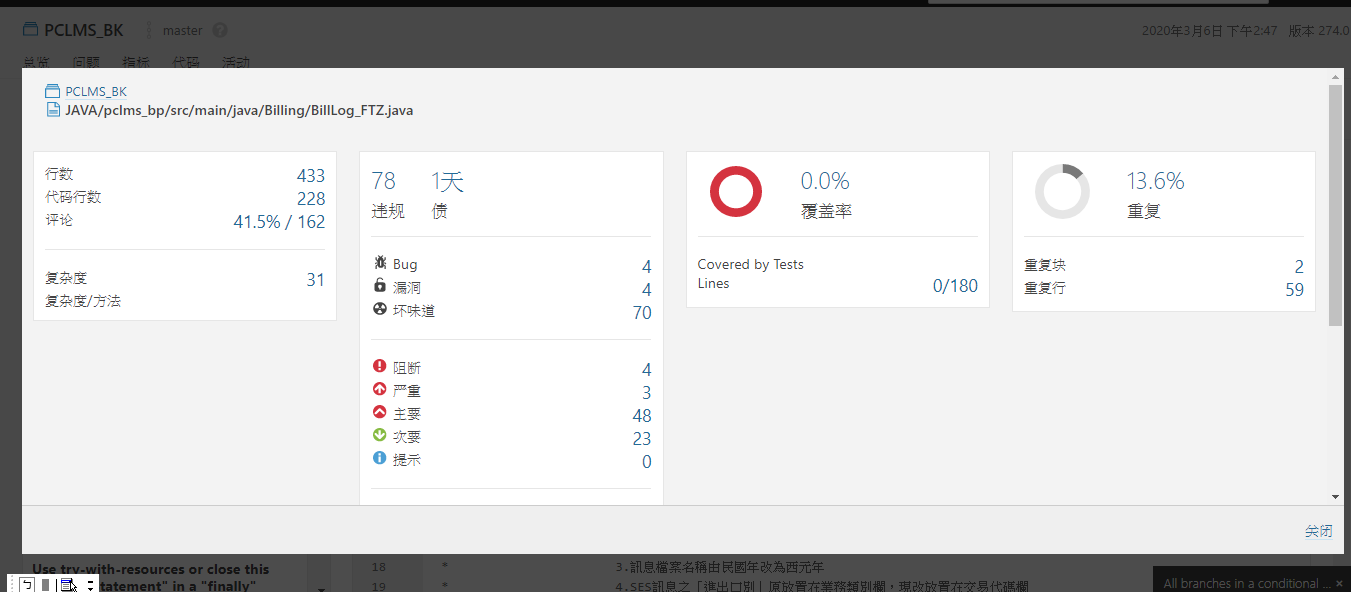 PCLMS_BK master
2020年3月6日 下午2:47 版本 274.0
总览 问题 指标 代码 活动
PCLMS_BK
JAVA/pclms_bp/src/main/java/Billing/BillLog_FTZ.java
行数 433
代码行数 228
评论 41.5% / 162
复杂度 31
复杂度/方法
78 1天
违规 债
Bug 4
漏洞 4
坏味道 70
阻断 4
严重 3
主要 48
次要 23
提示 0
0.0%
覆盖率
Covered by Tests
Lines 0/180
13.6%
重复
重复块 2
重复行 59
关闭
Use try-with-resources or close this
tatement" in a "finally"
18 * 3.訊息檔案名稱由民國年改為西元年
19 * 4.SES訊息之「進出口別」原放置在業務類別欄，現改放置在交易代碼欄
All branches in a conditional ... ×